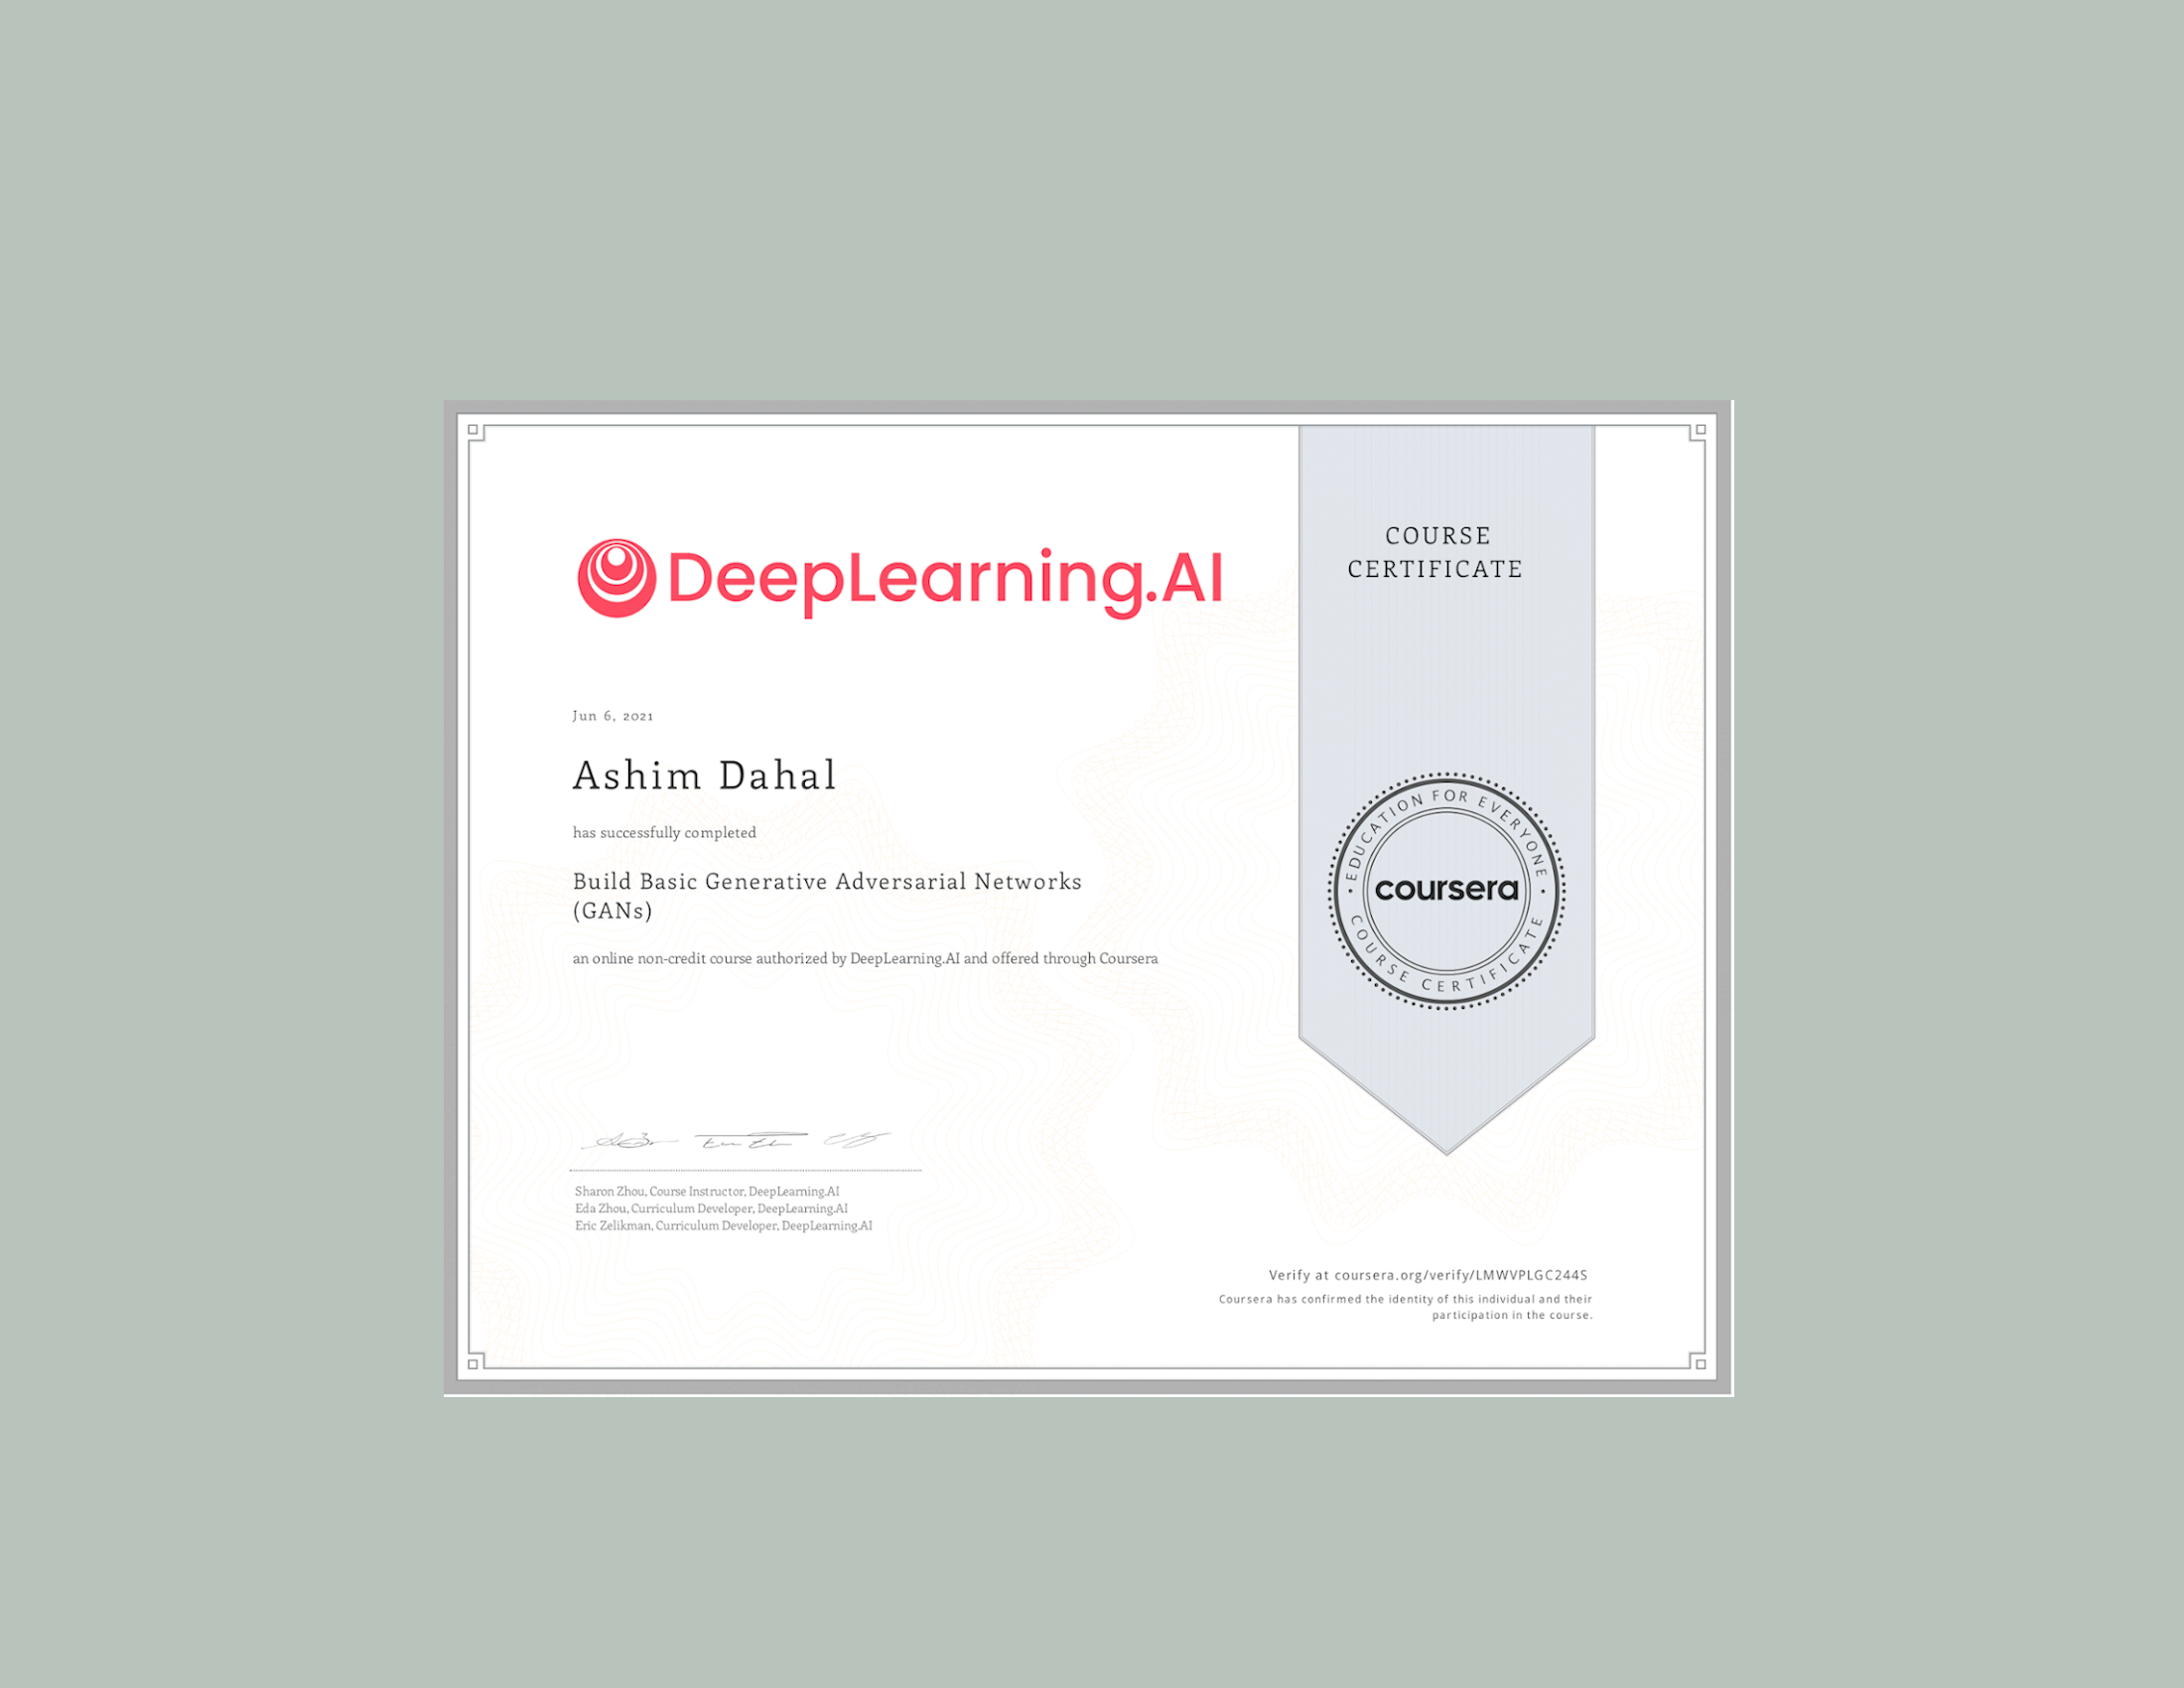 DeepLearning.AI
COURSE
CERTIFICATE
Jun 6, 2021
Ashim Dahal
has successfully completed
Build Basic Generative Adversarial Networks
(GANs)
an online non-credit course authorized by DeepLearning.AI and offered through Coursera
EDUCATION FOR EVERYONE
coursera
COURSE CERTIFICATE
Sharon Zhou, Course Instructor, DeepLearning.AI
Eda Zhou, Curriculum Developer, DeepLearning.AI
Eric Zelikman, Curriculum Developer, DeepLearning.AI
Verify at coursera.org/verify/LMWVPLGC244S
Coursera has confirmed the identity of this individual and their
participation in the course.